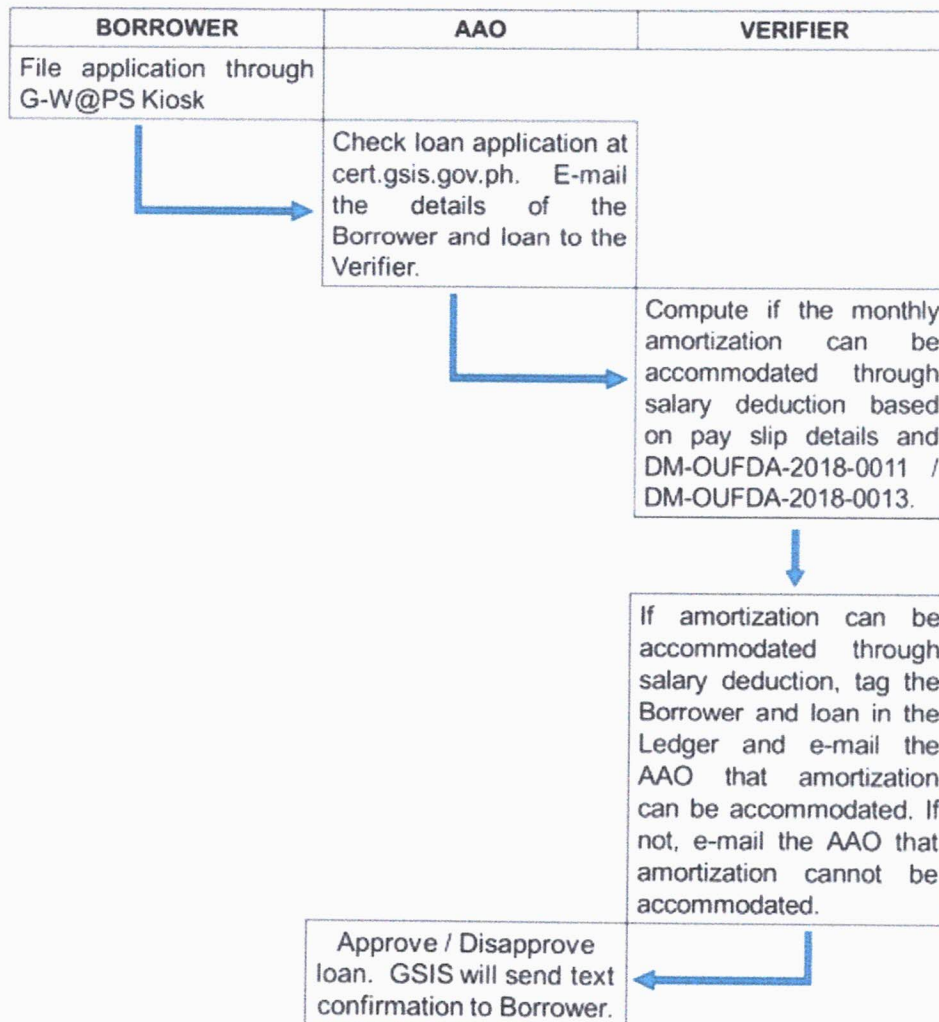 BORROWER
AAO
VERIFIER
File application through
G-W@PS Kiosk
Check loan application at
cert.gsis.gov.ph. E-mail
the details of the
Borrower and loan to the
Verifier.
Compute if the monthly
amortization can be
accommodated through
salary deduction based
on pay slip details and
DM-OUFDA-2018-0011 /
DM-OUFDA-2018-0013.
If amortization can be
accommodated through
salary deduction, tag the
Borrower and loan in the
Ledger and e-mail the
AAO that amortization
can be accommodated. If
not, e-mail the AAO that
amortization cannot be
accommodated.
Approve / Disapprove
loan. GSIS will send text
confirmation to Borrower.